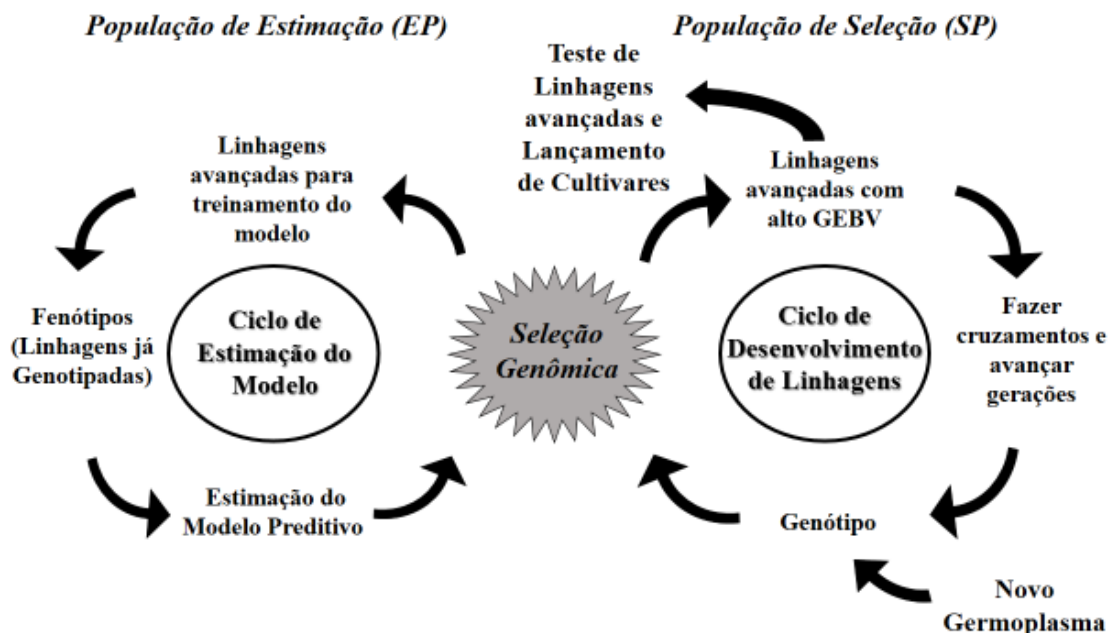 População de Estimação (EP)
População de Seleção (SP)
Linhagens
avançadas para
treinamento do
modelo
Fenótipos
(Linhagens já
Genotipadas)
Ciclo de
Estimação do
Modelo
Estimação do
Modelo Preditivo
Seleção
Genômica
Teste de
Linhagens
avançadas e
Lançamento
de Cultivares
Linhagens
avançadas com
alto GEBV
Ciclo de
Desenvolvimento
de Linhagens
Fazer
cruzamentos e
avançar
gerações
Genótipo
Novo
Germoplasma